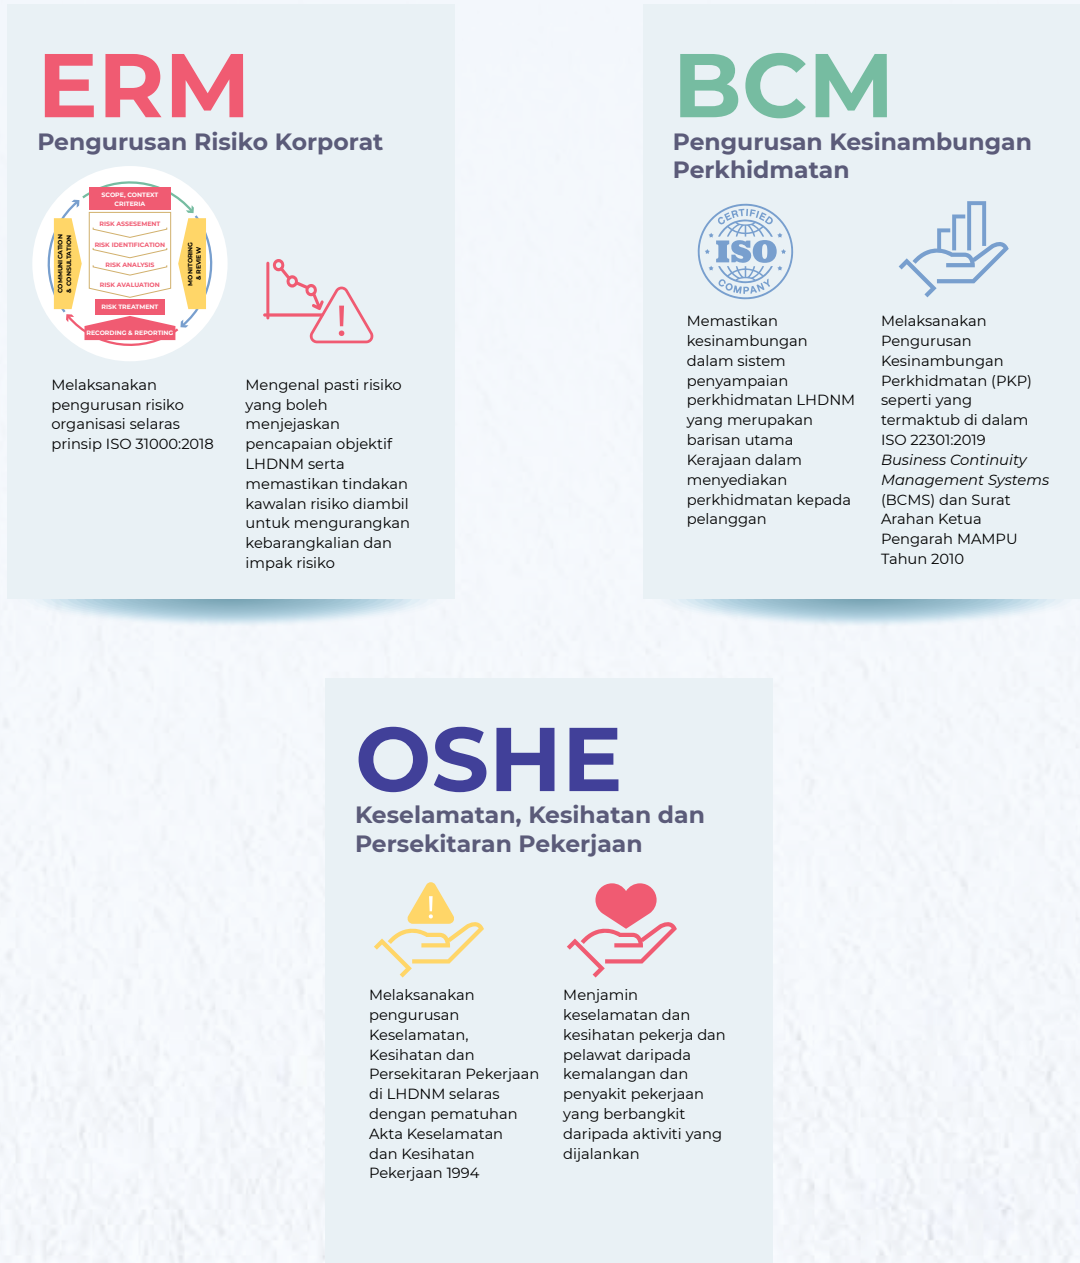 ERM
Pengurusan Risiko Korporat
SCOPE, CONTEXT
CRITERIA
COMMUNICATION
& CONSULTATION
RISK ASSESEMENT
RISK IDENTIFICATION
RISK ANALYSIS
RISK AVALUATION
RISK TREATMENT
RECORDING & REPORTING
MONITORING
& REVIEW
Melaksanakan
pengurusan risiko
organisasi selaras
prinsip ISO 31000:2018
Mengenal pasti risiko
yang boleh
menjejaskan
pencapaian objektif
LHDNM serta
memastikan tindakan
kawalan risiko diambil
untuk mengurangkan
kebarangkalian dan
impak risiko
BCM
Pengurusan Kesinambungan
Perkhidmatan
CERTIFIED
ISO
COMPANY
Memastikan
kesinambungan
dalam sistem
penyampaian
perkhidmatan LHDNM
yang merupakan
barisan utama
Kerajaan dalam
menyediakan
perkhidmatan kepada
pelanggan
Melaksanakan
Pengurusan
Kesinambungan
Perkhidmatan (PKP)
seperti yang
termaktub di dalam
ISO 22301:2019
Business Continuity
Management Systems
(BCMS) dan Surat
Arahan Ketua
Pengarah MAMPU
Tahun 2010
OSHE
Keselamatan, Kesihatan dan
Persekitaran Pekerjaan
Melaksanakan
pengurusan
Keselamatan,
Kesihatan dan
Persekitaran Pekerjaan
di LHDNM selaras
dengan pematuhan
Akta Keselamatan
dan Kesihatan
Pekerjaan 1994
Menjamin
keselamatan dan
kesihatan pekerja dan
pelawat daripada
kemalangan dan
penyakit pekerjaan
yang berbangkit
daripada aktiviti yang
dijalankan